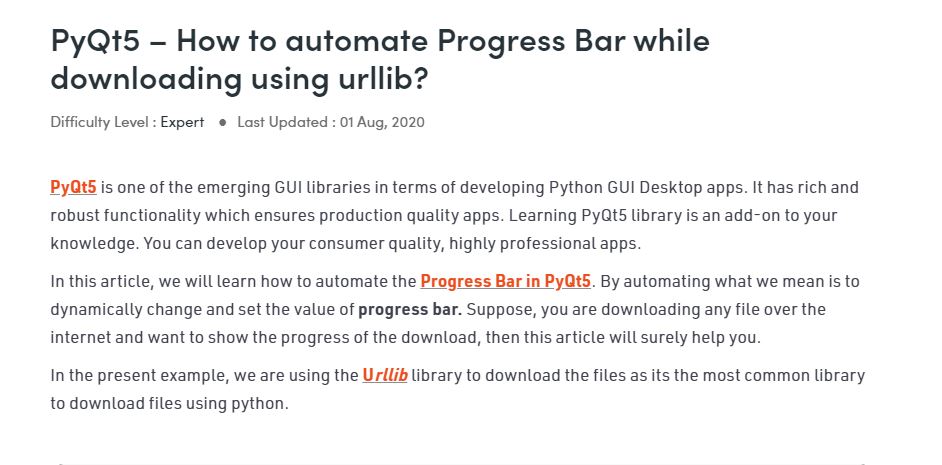 PyQt5 – How to automate Progress Bar while
downloading using urllib?
Difficulty Level : Expert ● Last Updated : 01 Aug, 2020
PyQt5 is one of the emerging GUI libraries in terms of developing Python GUI Desktop apps. It has rich and
robust functionality which ensures production quality apps. Learning PyQt5 library is an add-on to your
knowledge. You can develop your consumer quality, highly professional apps.
In this article, we will learn how to automate the Progress Bar in PyQt5. By automating what we mean is to
dynamically change and set the value of progress bar. Suppose, you are downloading any file over the
internet and want to show the progress of the download, then this article will surely help you.
In the present example, we are using the Urllib library to download the files as its the most common library
to download files using python.